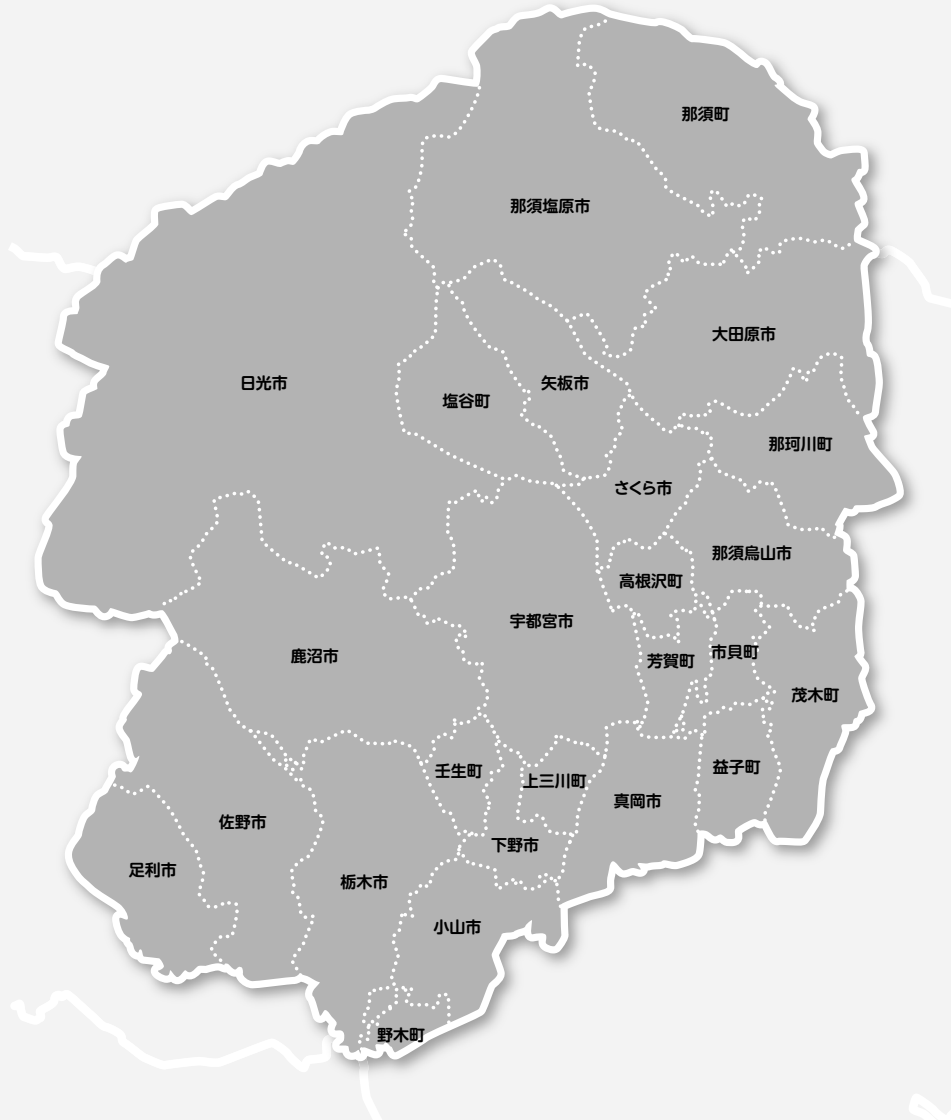 那須町
那須塩原市
大田原市
日光市
矢板市
塩谷町
那珂川町
さくら市
那須烏山市
高根沢町
宇都宮市
鹿沼市
芳賀町
市貝町
茂木町
壬生町
上三川町
益子町
真岡市
佐野市
下野市
足利市
栃木市
小山市
野木町